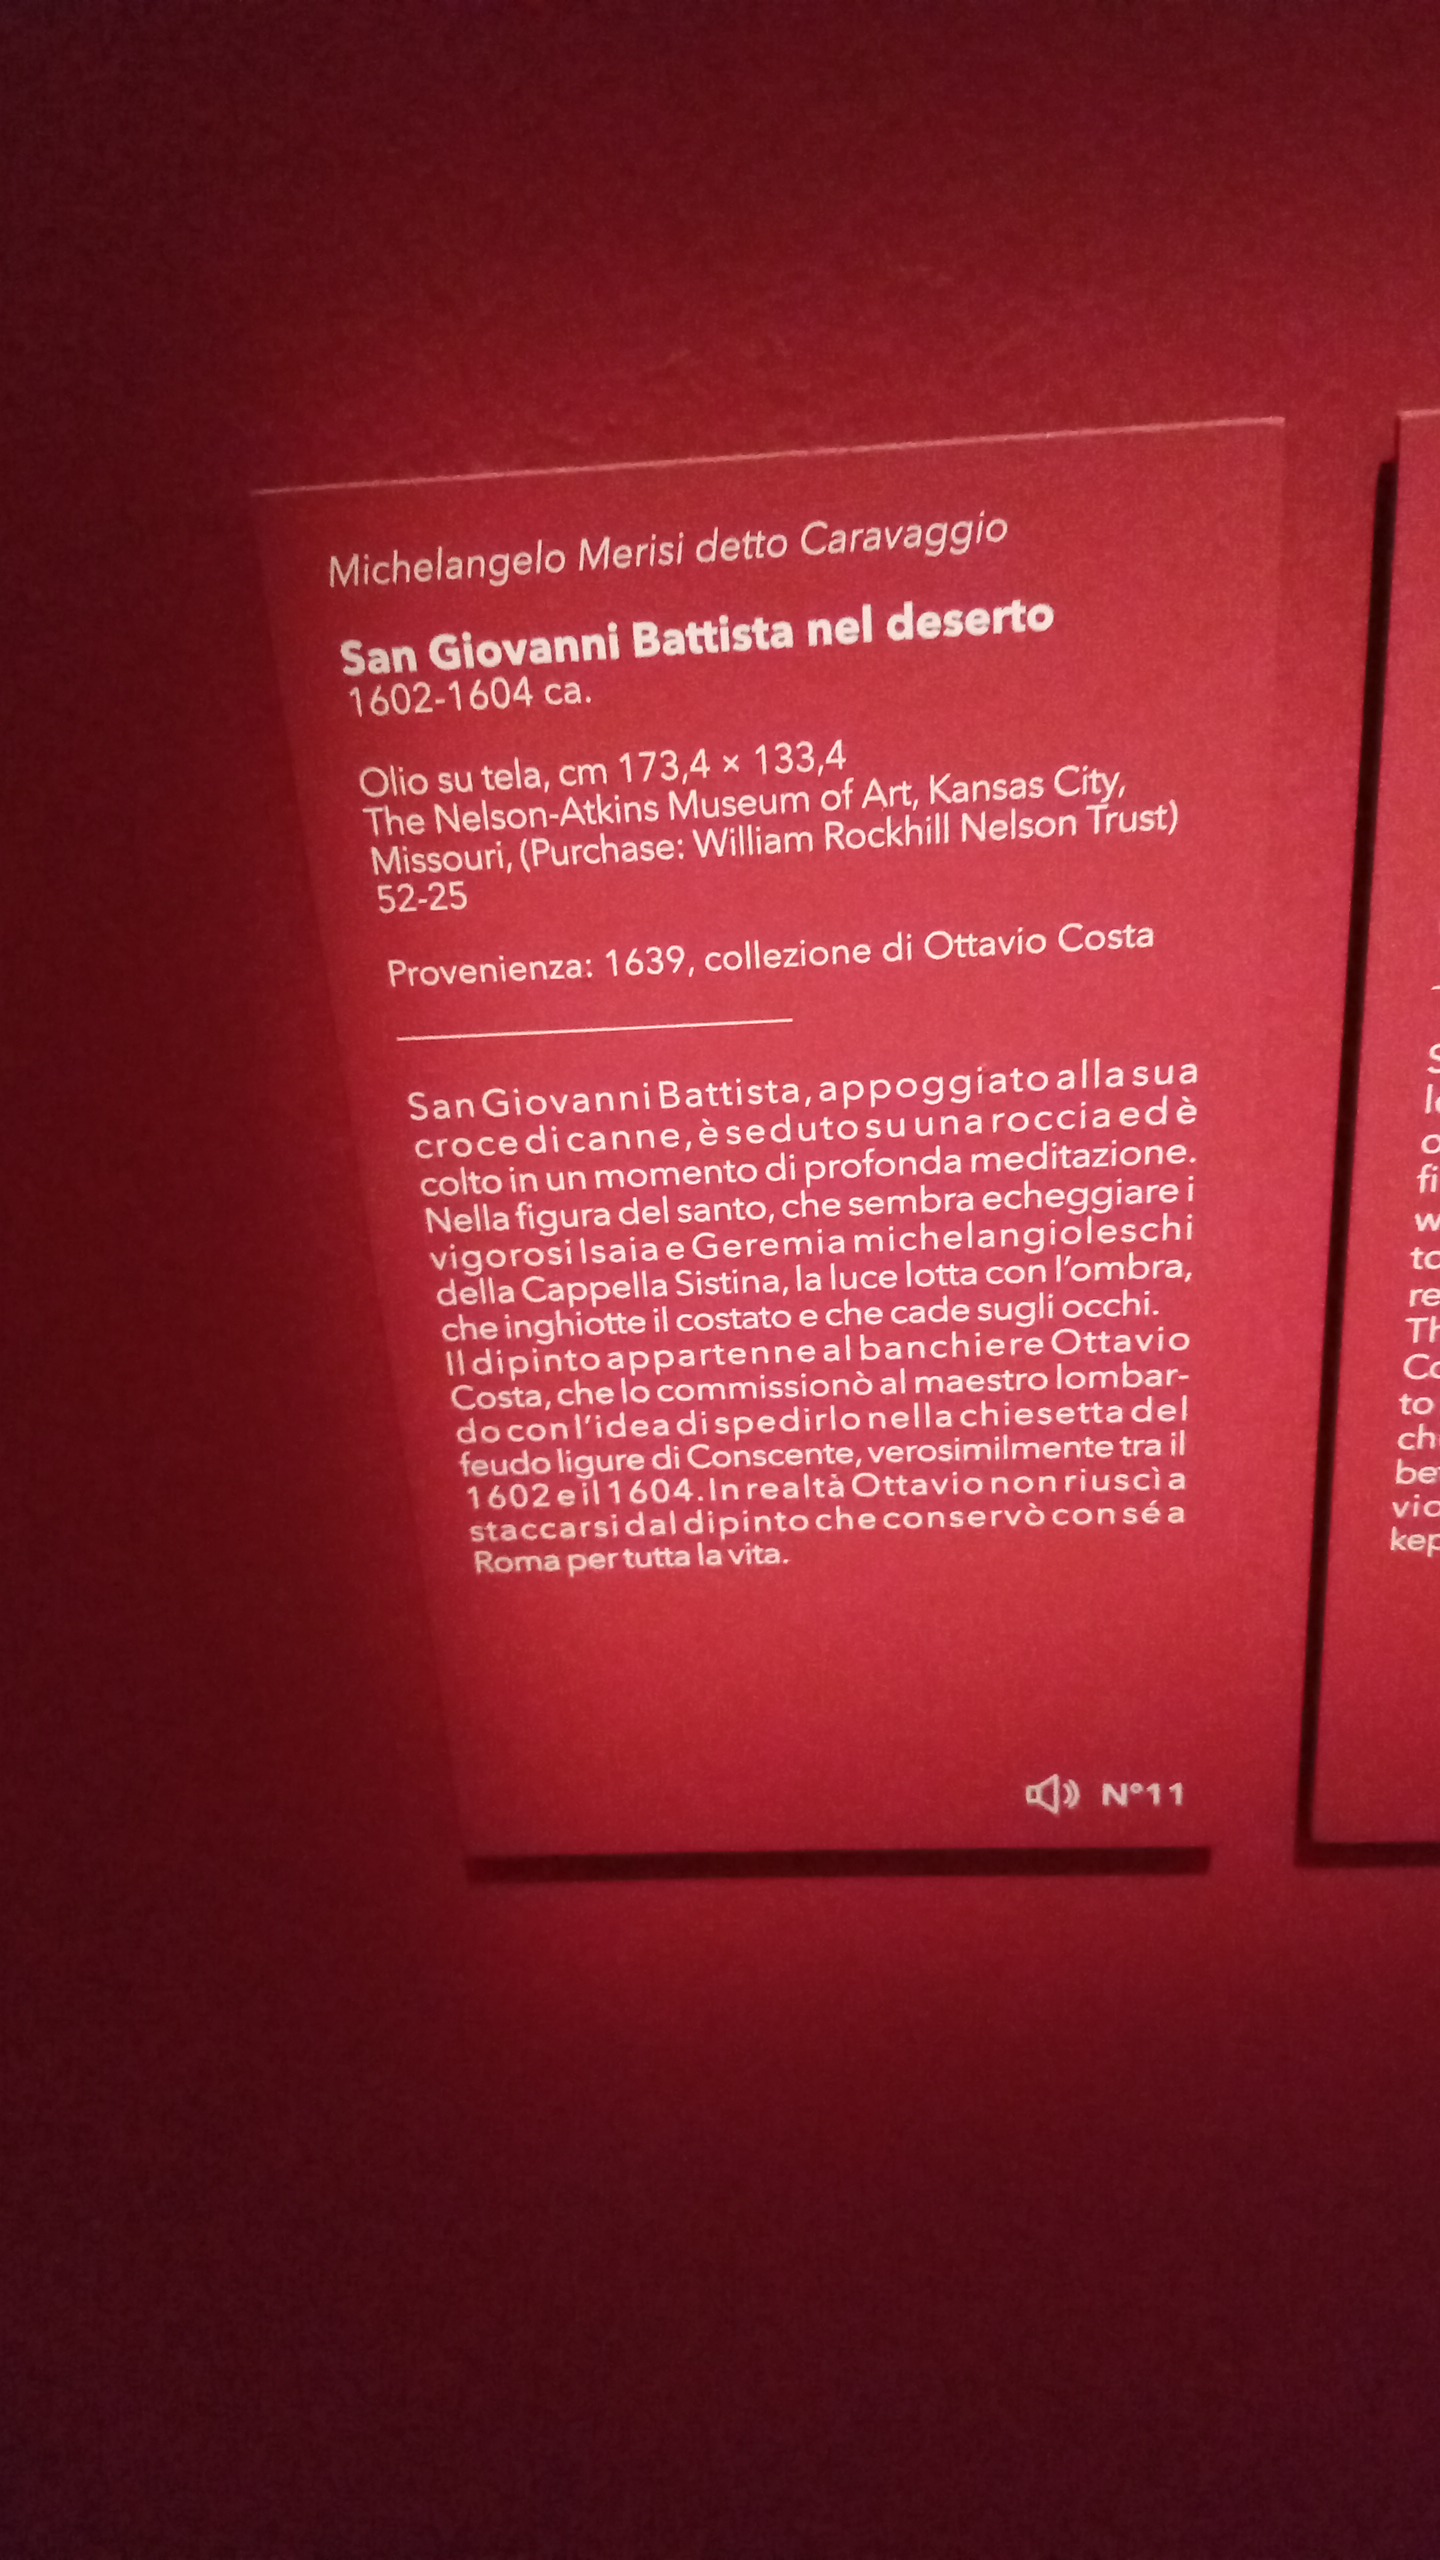 Michelangelo Merisi detto Caravaggio
San Giovanni Battista nel deserto
1602-1604 ca.
Olio su tela, cm 173,4 × 133,4
The Nelson-Atkins Museum of Art, Kansas City,
Missouri, (Purchase: William Rockhill Nelson Trust)
52-25
Provenienza: 1639, collezione di Ottavio Costa
San Giovanni Battista, appoggiato alla sua
croce di canne, è seduto su una roccia ed è
colto in un momento di profonda meditazione.
Nella figura del santo, che sembra echeggiare i
vigorosi Isaia e Geremia michelangioleschi
della Cappella Sistina, la luce lotta con l'ombra,
che inghiotte il costato e che cade sugli occhi.
Il dipinto appartenne al banchiere Ottavio
Costa, che lo commissionò al maestro lombar-
do con l'idea di spedirlo nella chiesetta del
feudo ligure di Conscente, verosimilmente tra il
1602 e il 1604. In realtà Ottavio non riuscì a
staccarsi dal dipinto che conservò con sé a
Roma per tutta la vita.
N°11